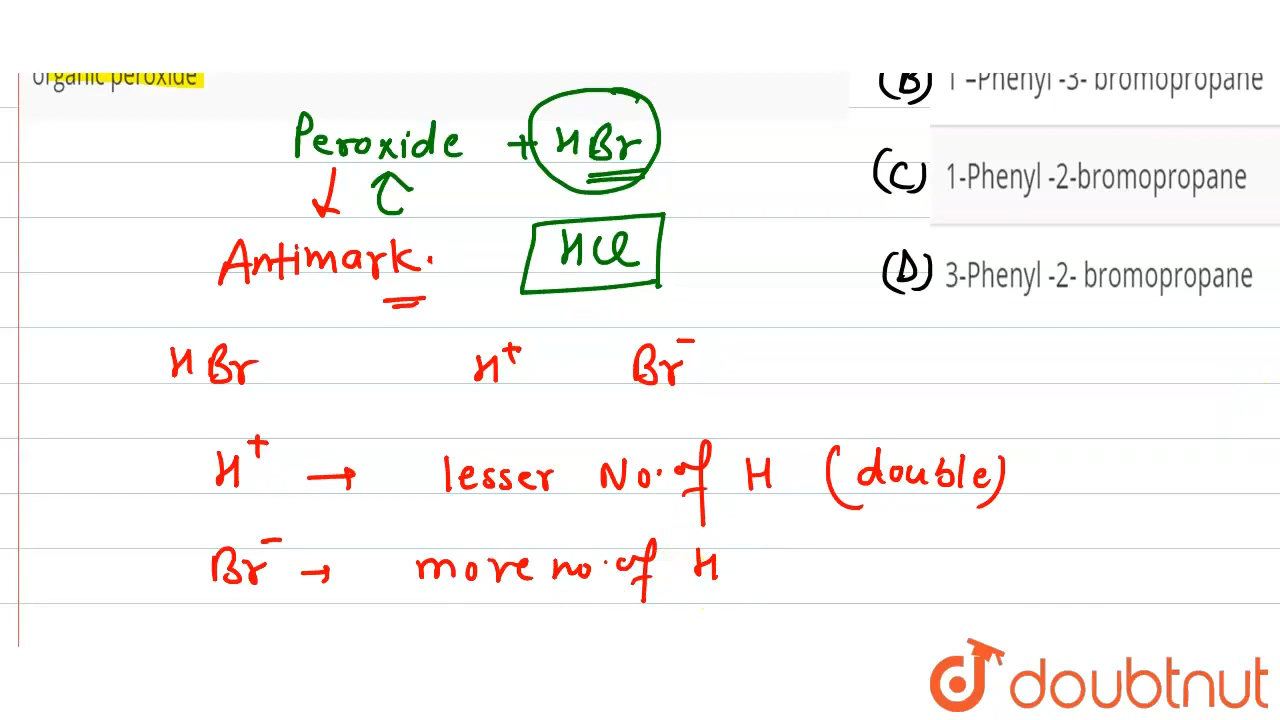 organic peroxide
(B) 1 -Phenyl -3- bromopropane
Peroxide + HBr
(C) 1-Phenyl -2-bromopropane
Antimark.
HCl
(D) 3-Phenyl -2- bromopropane
HBr H+ Br-
H+ → lesser No. of H (double)
Br- → more no. of H
doubtnut